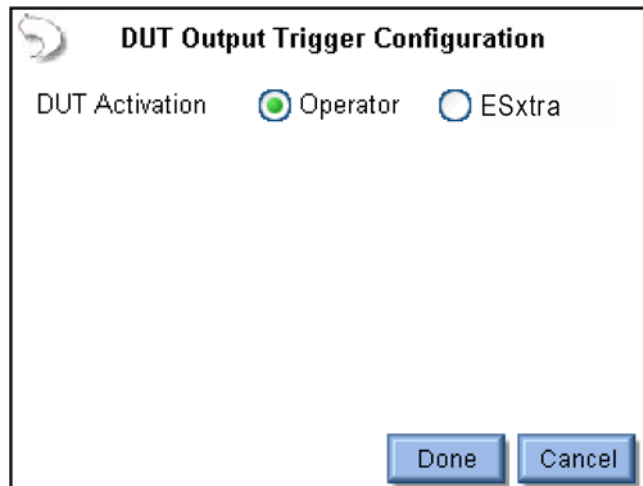 DUT Output Trigger Configuration
DUT Activation Operator ESxtra
Done Cancel